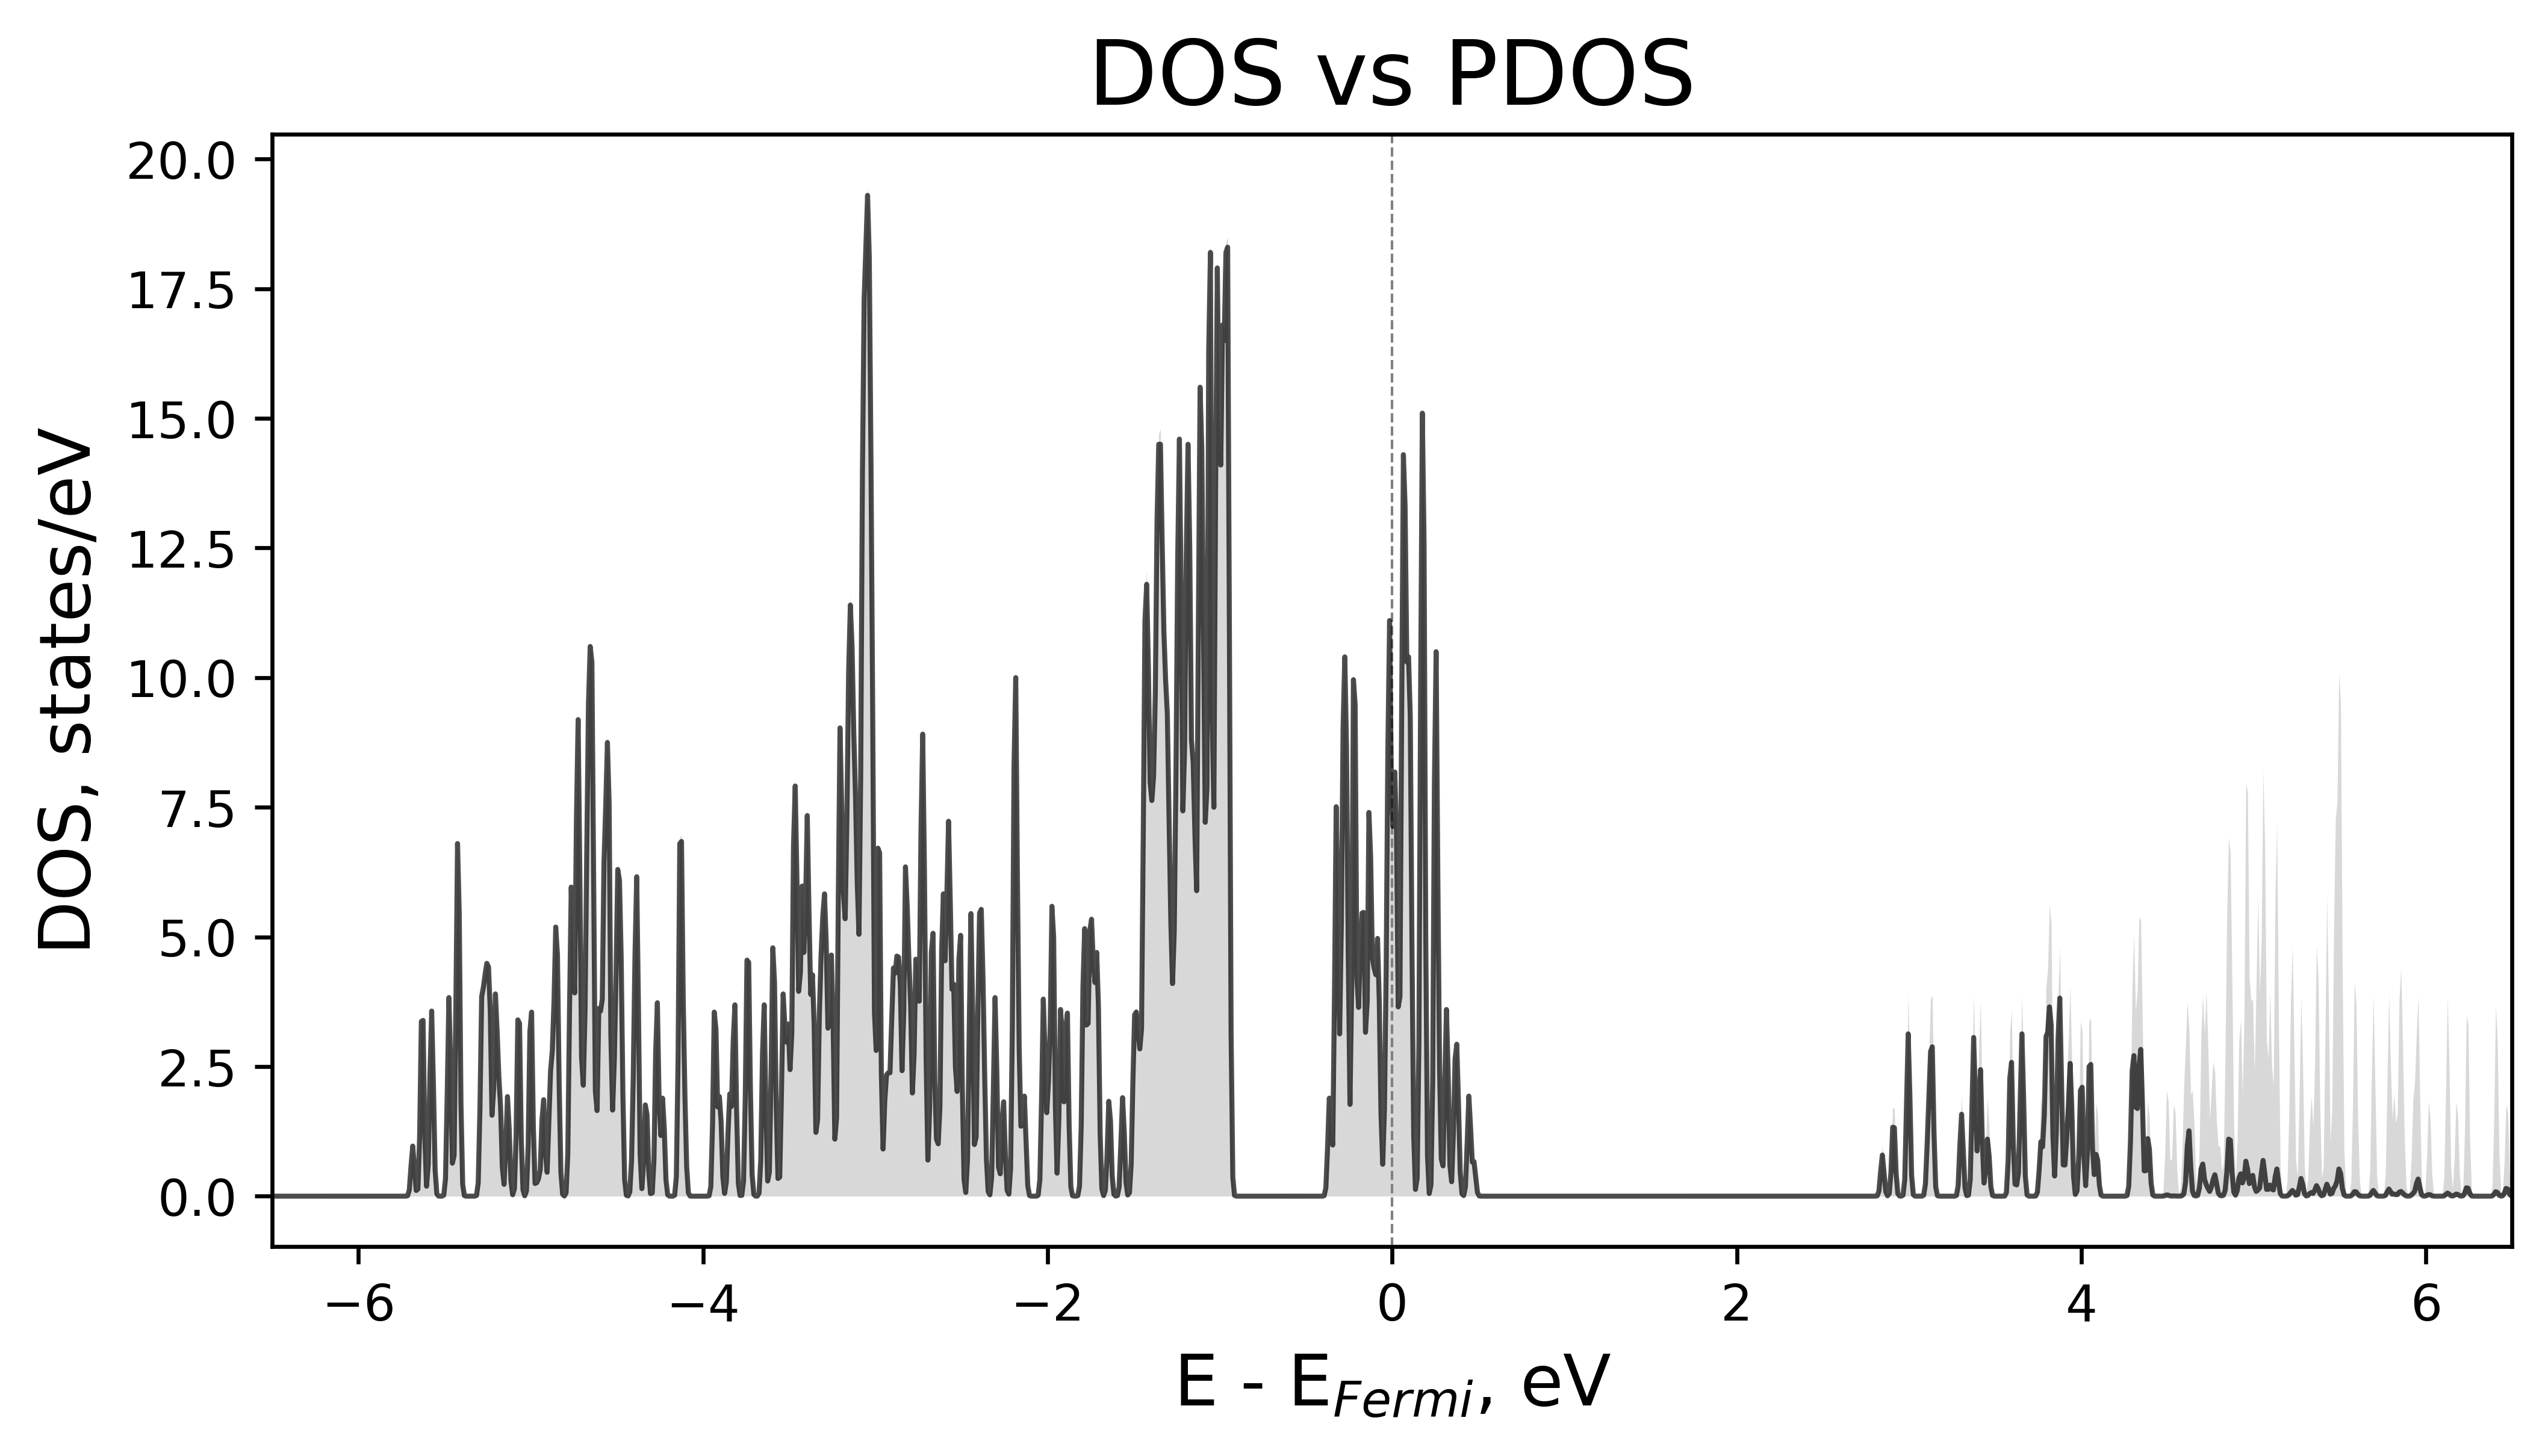 DOS vs PDOS
DOS, states/eV
20.0
17.5
15.0
12.5
10.0
7.5
5.0
2.5
0.0
−6 −4 −2 0 2 4 6
E - E_Fermi, eV